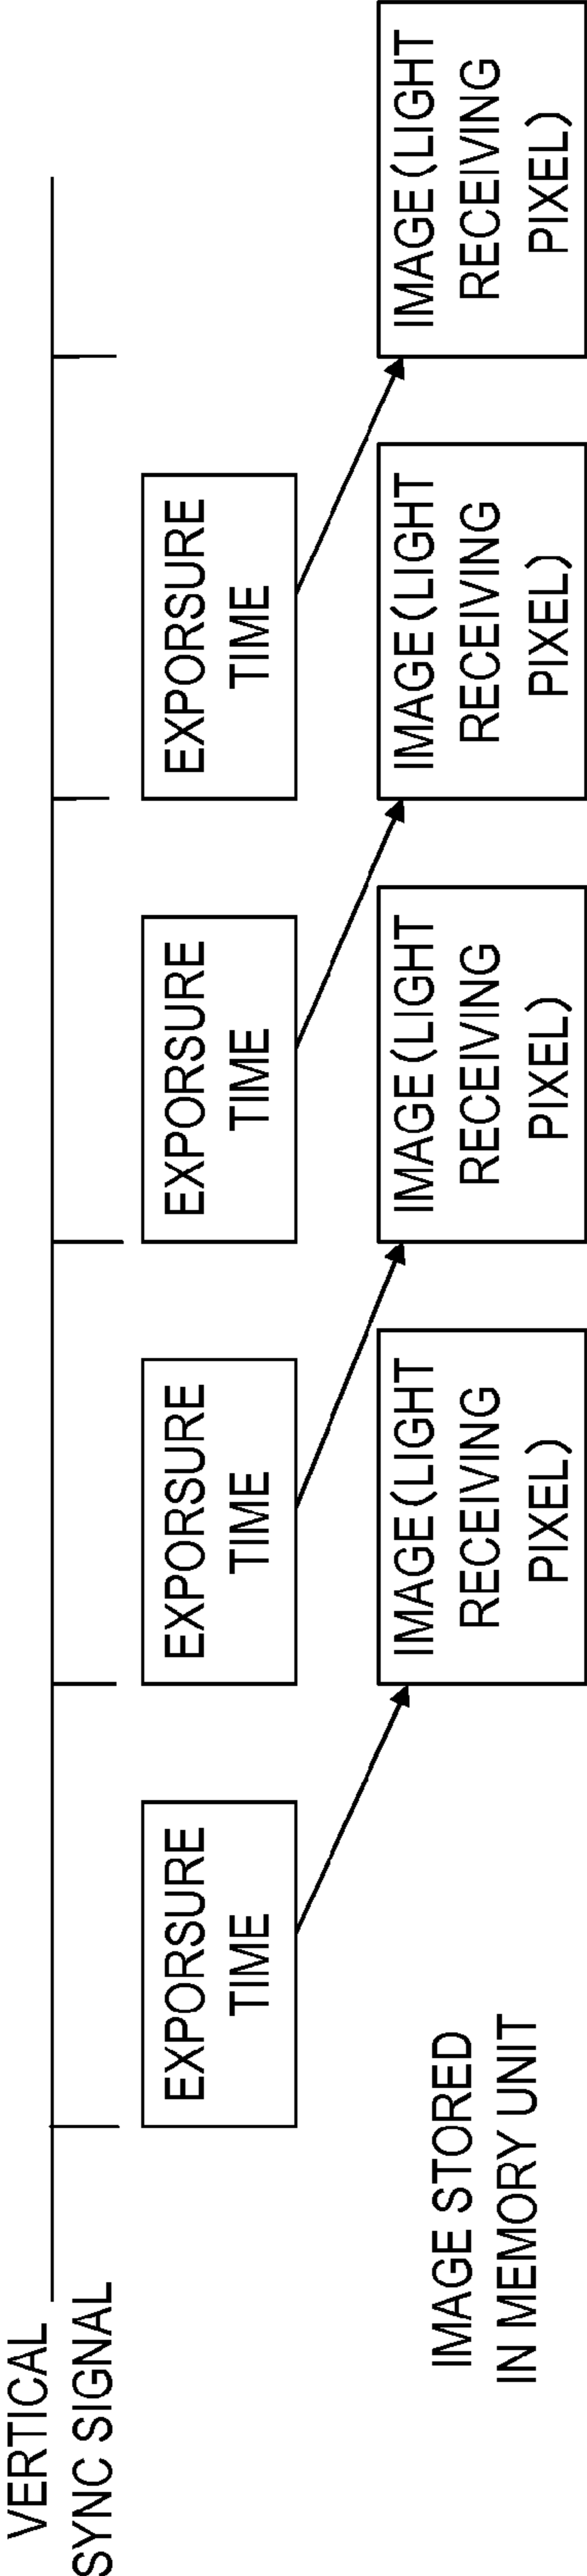 VERTICAL
SYNC SIGNAL
EXPORSURE
TIME
EXPORSURE
TIME
EXPORSURE
TIME
EXPORSURE
TIME
IMAGE STORED
IN MEMORY UNIT
IMAGE (LIGHT
RECEIVING
PIXEL)
IMAGE (LIGHT
RECEIVING
PIXEL)
IMAGE (LIGHT
RECEIVING
PIXEL)
IMAGE (LIGHT
RECEIVING
PIXEL)